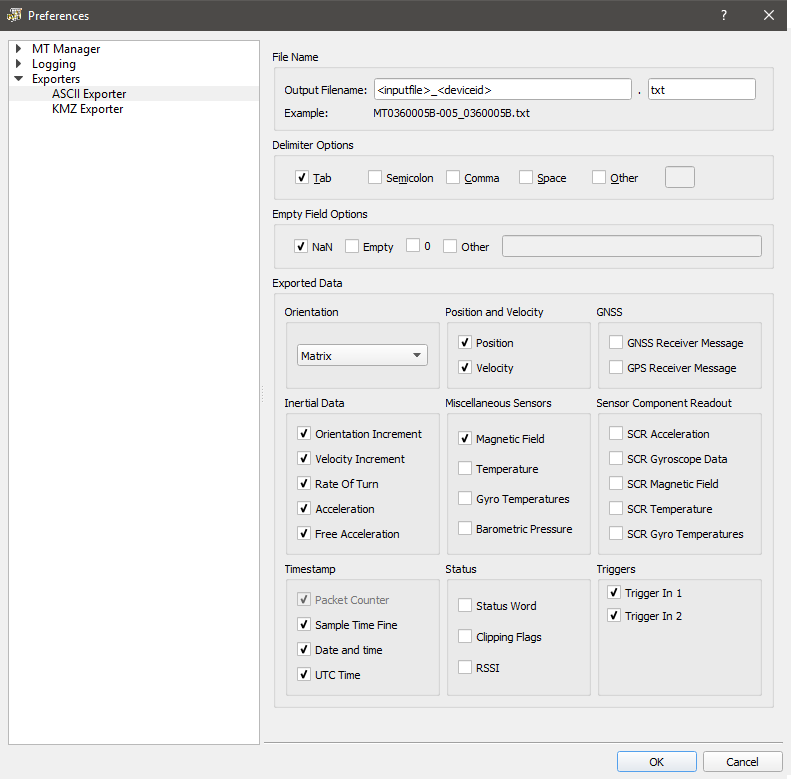 Preferences
?
MT Manager
Logging
Exporters
ASCII Exporter
KMZ Exporter
File Name
Output Filename: <inputfile>_<deviceid> . txt
Example: MT0360005B-005_0360005B.txt
Delimiter Options
Tab Semicolon Comma Space Other
Empty Field Options
NaN Empty 0 Other
Exported Data
Orientation Position and Velocity GNSS
Matrix
Position
Velocity
GNSS Receiver Message
GPS Receiver Message
Inertial Data Miscellaneous Sensors Sensor Component Readout
Orientation Increment
Velocity Increment
Rate Of Turn
Acceleration
Free Acceleration
Magnetic Field
Temperature
Gyro Temperatures
Barometric Pressure
SCR Acceleration
SCR Gyroscope Data
SCR Magnetic Field
SCR Temperature
SCR Gyro Temperatures
Timestamp Status Triggers
Packet Counter
Sample Time Fine
Date and time
UTC Time
Status Word
Clipping Flags
RSSI
Trigger In 1
Trigger In 2
OK Cancel